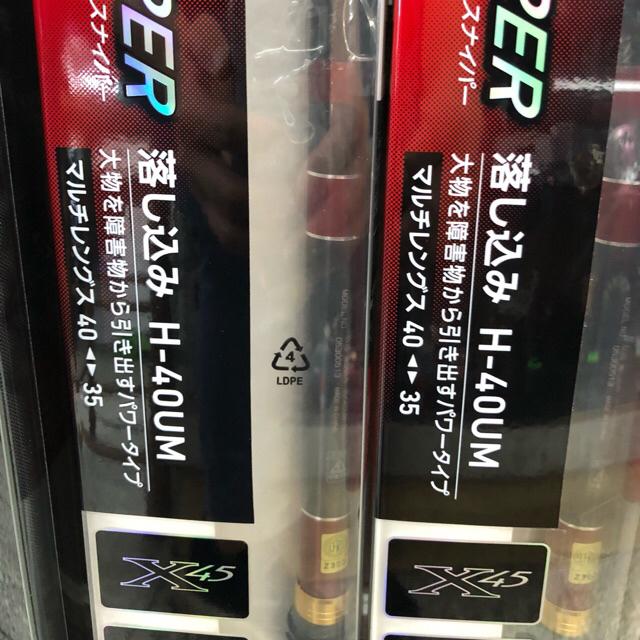 PER
スナイパー
落し込み H-40UM
大物を障害物から引き出すパワータイプ
マルチレングス 40◀▶35
X45
4
LDPE
PER
スナイパー
落し込み H-40UM
大物を障害物から引き出すパワータイプ
マルチレングス 40◀▶35
X45